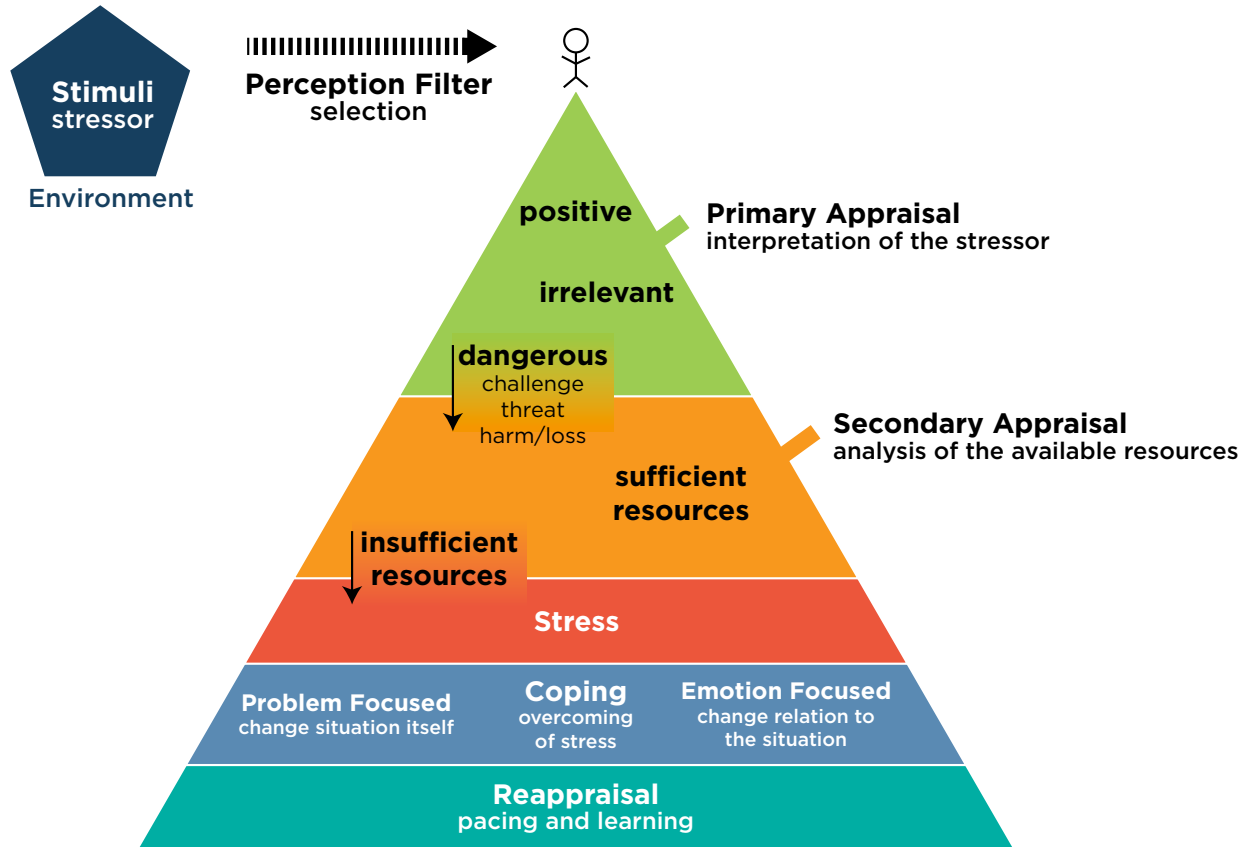 Stimuli
stressor
Environment
Perception Filter
selection
positive
irrelevant
Primary Appraisal
interpretation of the stressor
dangerous
challenge
threat
harm/loss
Secondary Appraisal
analysis of the available resources
sufficient
resources
insufficient
resources
Stress
Problem Focused
change situation itself
Coping
overcoming
of stress
Emotion Focused
change relation to
the situation
Reappraisal
pacing and learning